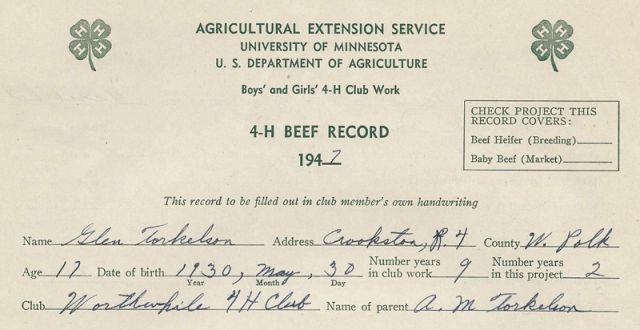 H H H H
H H H H
AGRICULTURAL EXTENSION SERVICE
UNIVERSITY OF MINNESOTA
U. S. DEPARTMENT OF AGRICULTURE
Boys' and Girls' 4-H Club Work
CHECK PROJECT THIS
RECORD COVERS:
Beef Heifer (Breeding)
Baby Beef (Market)
4-H BEEF RECORD
1947
This record to be filled out in club member's own handwriting
Name Glen Torkelson Address Crookston, R. 4 County W. Polk
Age 17 Date of birth 1930, May, 30 Number years in club work 9 Number years in this project 2
Year Month Day
Club Worthwhile 4H Club Name of parent A. M Torkelson